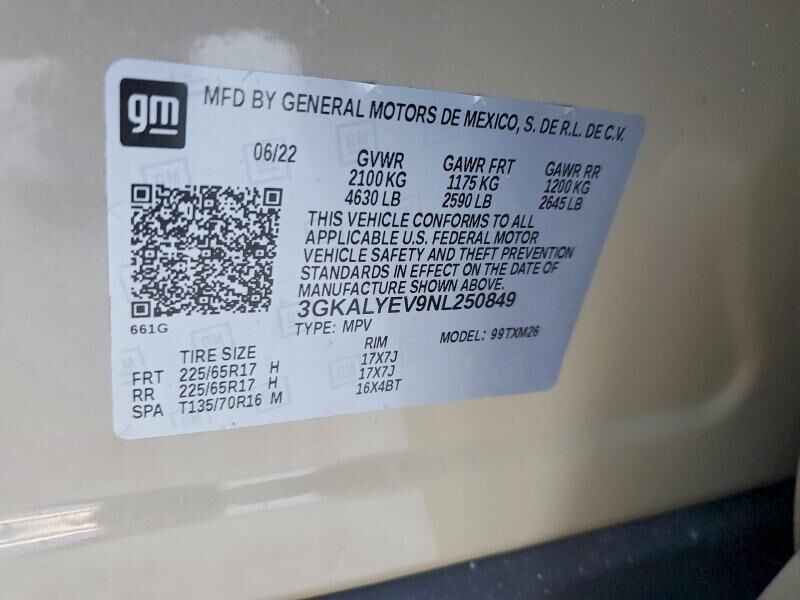 gm
MFD BY GENERAL MOTORS DE MEXICO, S. DE R.L. DE C.V.
06/22 GVWR GAWR FRT GAWR RR
2100 KG 1175 KG 1200 KG
4630 LB 2590 LB 2645 LB
THIS VEHICLE CONFORMS TO ALL
APPLICABLE U.S. FEDERAL MOTOR
VEHICLE SAFETY AND THEFT PREVENTION
STANDARDS IN EFFECT ON THE DATE OF
MANUFACTURE SHOWN ABOVE.
3GKALYEV9NL250849
661G
TYPE: MPV MODEL: 99TXM26
TIRE SIZE RIM
FRT 225/65R17 H 17X7J
RR 225/65R17 H 17X7J
SPA T135/70R16 M 16X4BT